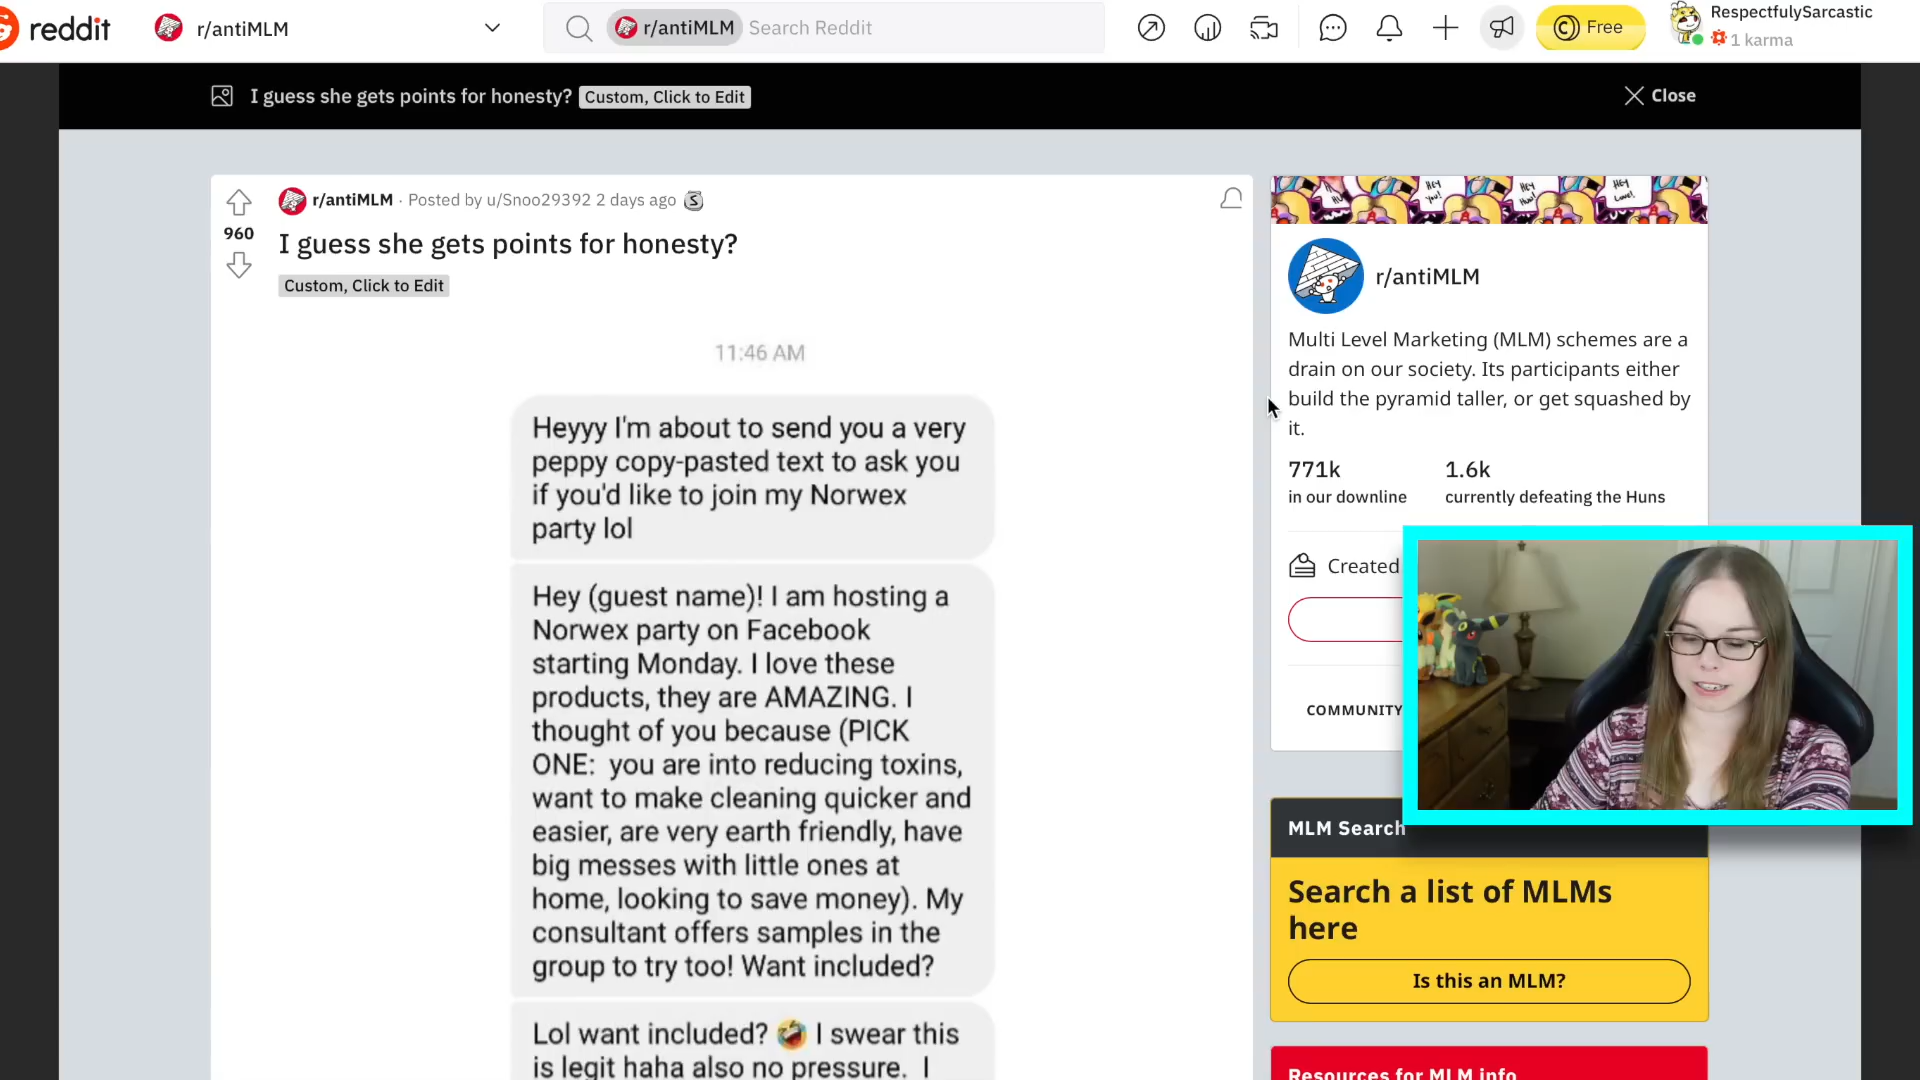 reddit
r/antiMLM
r/antiMLM Search Reddit
Free
RespectfulySarcastic
1 karma
I guess she gets points for honesty? Custom, Click to Edit
Close
r/antiMLM · Posted by u/Snoo29392 2 days ago
960
I guess she gets points for honesty?
Custom, Click to Edit
11:46 AM
Heyyy I'm about to send you a very
peppy copy-pasted text to ask you
if you'd like to join my Norwex
party lol
Hey (guest name)! I am hosting a
Norwex party on Facebook
starting Monday. I love these
products, they are AMAZING. I
thought of you because (PICK
ONE: you are into reducing toxins,
want to make cleaning quicker and
easier, are very earth friendly, have
big messes with little ones at
home, looking to save money). My
consultant offers samples in the
group to try too! Want included?
Lol want included? 🤣 I swear this
is legit haha also no pressure. I
HEY YOU!
HEY HUN!
HEY Love!
r/antiMLM
Multi Level Marketing (MLM) schemes are a
drain on our society. Its participants either
build the pyramid taller, or get squashed by
it.
771k
1.6k
in our downline
currently defeating the Huns
Created
COMMUNITY
MLM Search
Search a list of MLMs
here
Is this an MLM?
Resources for MLM info